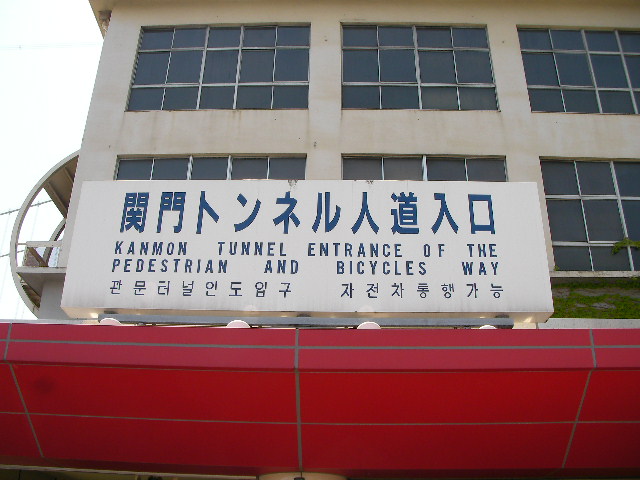 関門トンネル人道入口
KANMON TUNNEL ENTRANCE OF THE
PEDESTRIAN AND BICYCLES WAY
관문터널인도입구 자전차통행가능